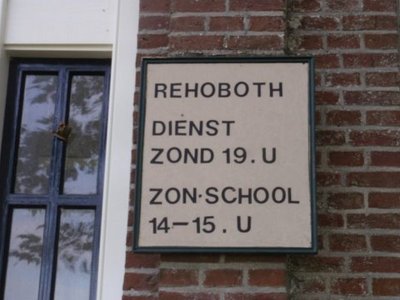 REHOBOTH
DIENST
ZOND 19. U
ZON·SCHOOL
14-15. U